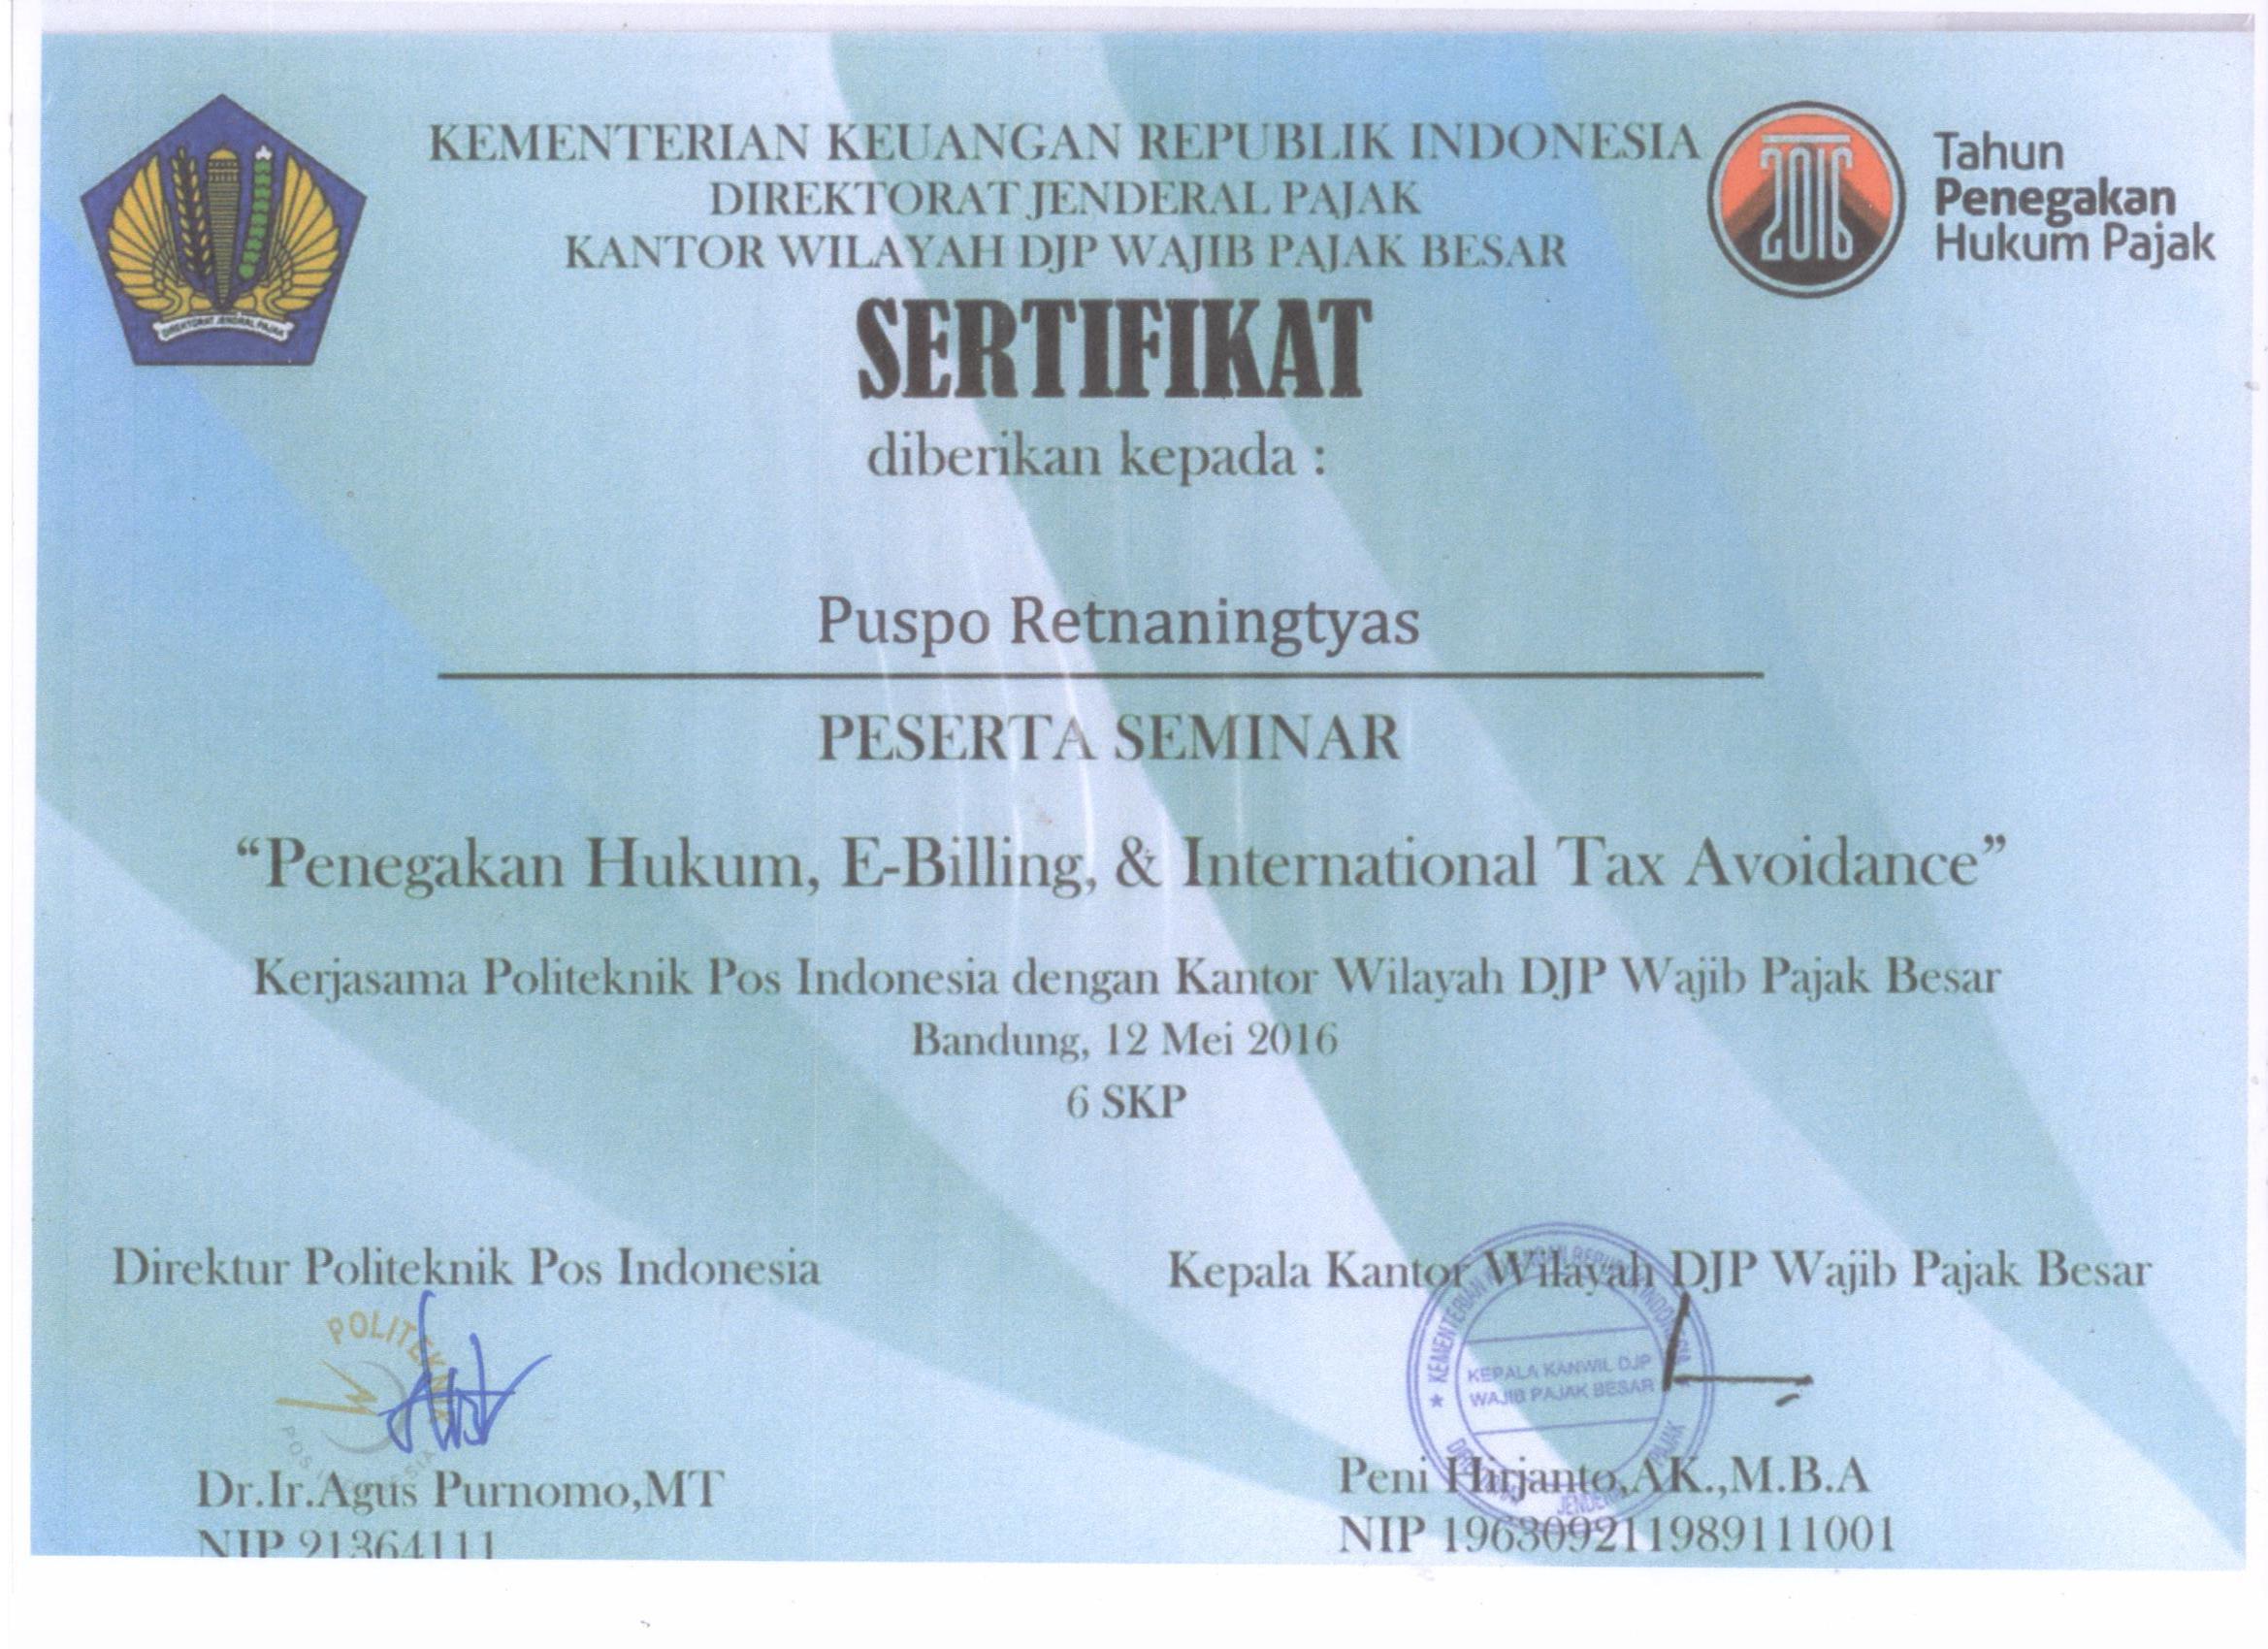 KEMENTERIAN KEUANGAN REPUBLIK INDONESIA
DIREKTORAT JENDERAL PAJAK
KANTOR WILAYAH DJP WAJIB PAJAK BESAR
DIREKTORAT JENDRAL PAJAK
2016
Tahun
Penegakan
Hukum Pajak
SERTIFIKAT
diberikan kepada :
Puspo Retnaningtyas
PESERTA SEMINAR
“Penegakan Hukum, E-Billing, & International Tax Avoidance”
Kerjasama Politeknik Pos Indonesia dengan Kantor Wilayah DJP Wajib Pajak Besar
Bandung, 12 Mei 2016
6 SKP
Direktur Politeknik Pos Indonesia
POLITEKNIK
POS INDONESIA
Dr.Ir.Agus Purnomo,MT
NIP 91364111
Kepala Kantor Wilayah DJP Wajib Pajak Besar
KEMENTERIAN KEUANGAN REPUBLIK INDONESIA
KEPALA KANWIL DJP
WAJIB PAJAK BESAR
DIREKTORAT JENDERAL PAJAK
Peni Hirjanto,AK.,M.B.A
NIP 196309211989111001